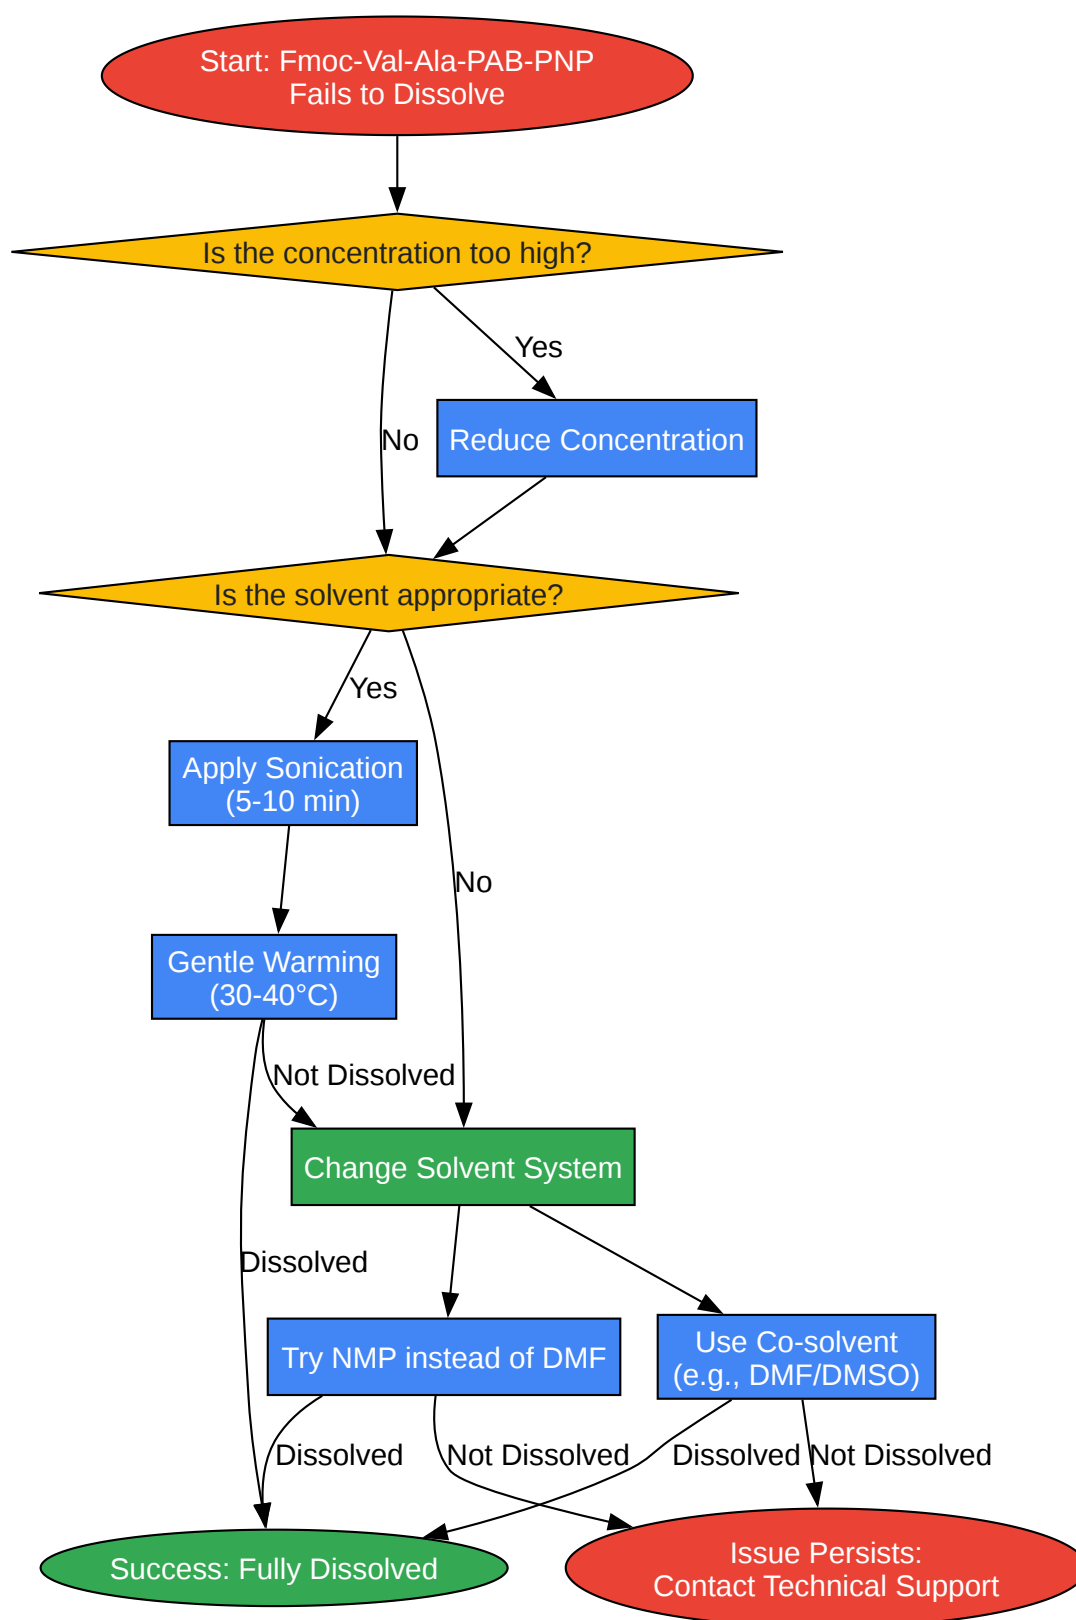 Start: Fmoc-Val-Ala-PAB-PNP
Fails to Dissolve
Is the concentration too high?
Yes
No
Reduce Concentration
Is the solvent appropriate?
Yes
Apply Sonication
(5-10 min)
No
Gentle Warming
(30-40°C)
Not Dissolved
Change Solvent System
Dissolved
Try NMP instead of DMF
Use Co-solvent
(e.g., DMF/DMSO)
Dissolved
Not Dissolved
Dissolved
Not Dissolved
Success: Fully Dissolved
Issue Persists:
Contact Technical Support